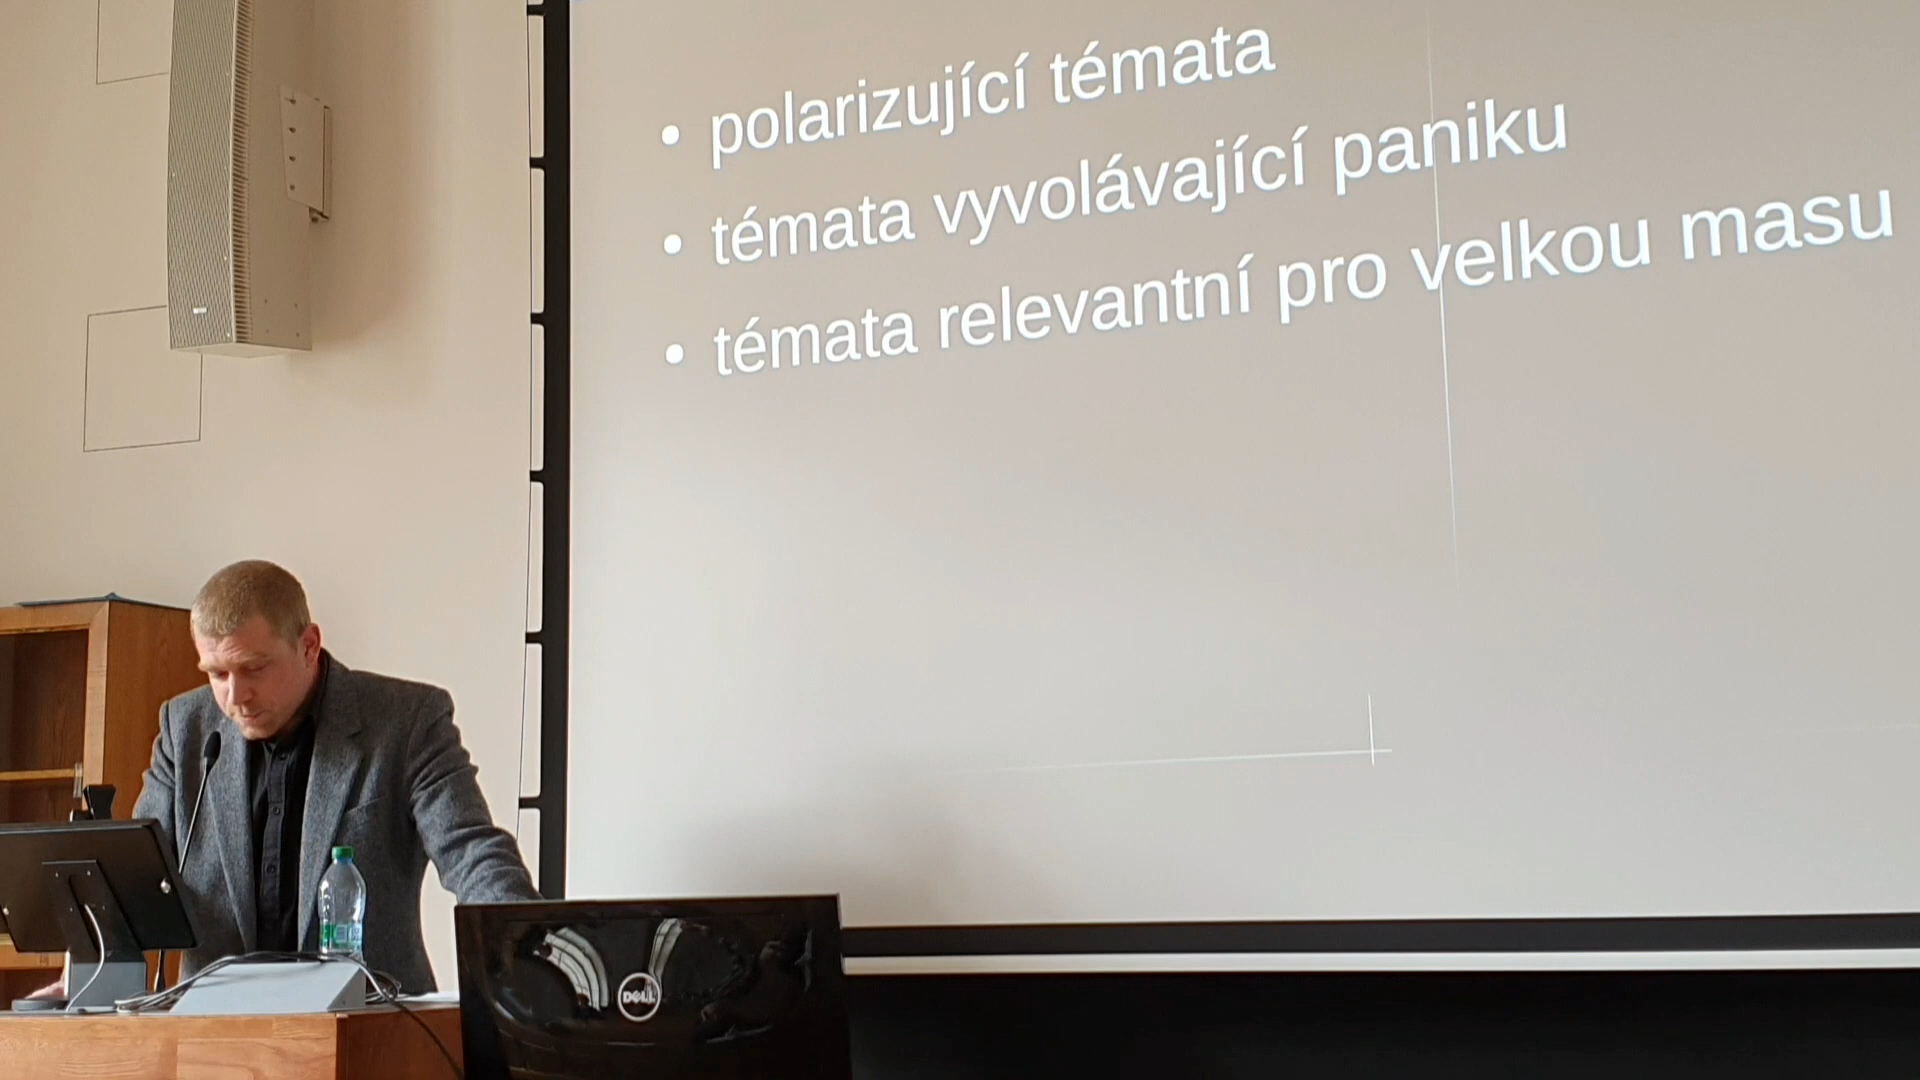 • polarizující témata
• témata vyvolávající paniku
• témata relevantní pro velkou masu
DELL